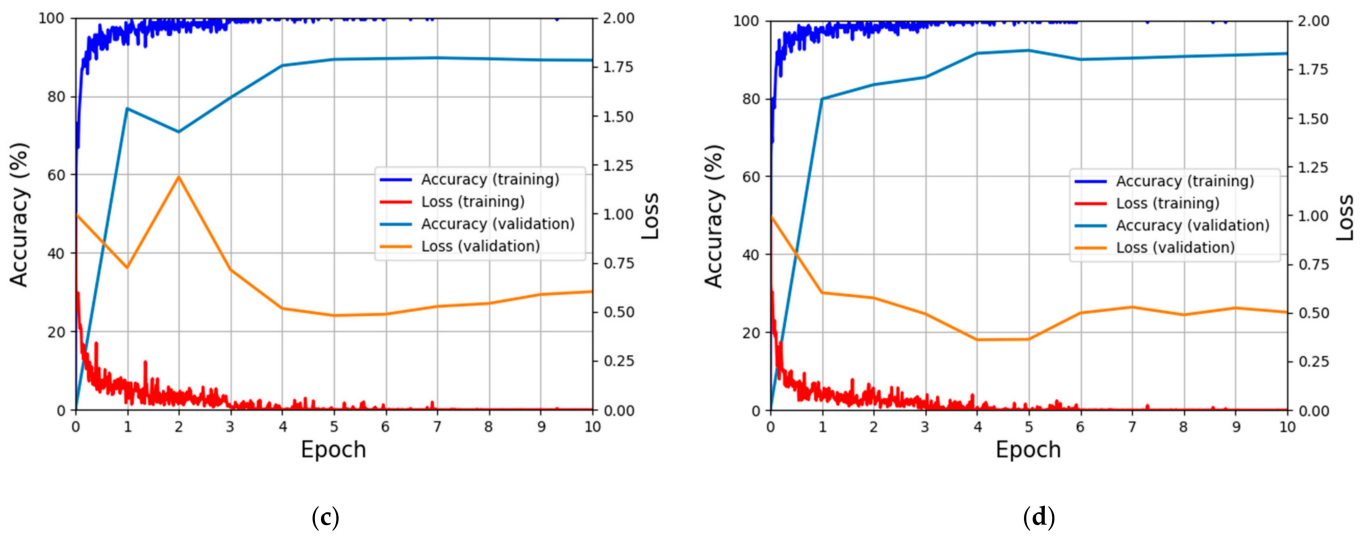 100
80
60
40
20
0
Accuracy (%)
2.00
1.75
1.50
1.25
1.00
0.75
0.50
0.25
0.00
Loss
Accuracy (training)
Loss (training)
Accuracy (validation)
Loss (validation)
0 1 2 3 4 5 6 7 8 9 10
Epoch
(c)
100
80
60
40
20
0
Accuracy (%)
2.00
1.75
1.50
1.25
1.00
0.75
0.50
0.25
0.00
Loss
Accuracy (training)
Loss (training)
Accuracy (validation)
Loss (validation)
0 1 2 3 4 5 6 7 8 9 10
Epoch
(d)